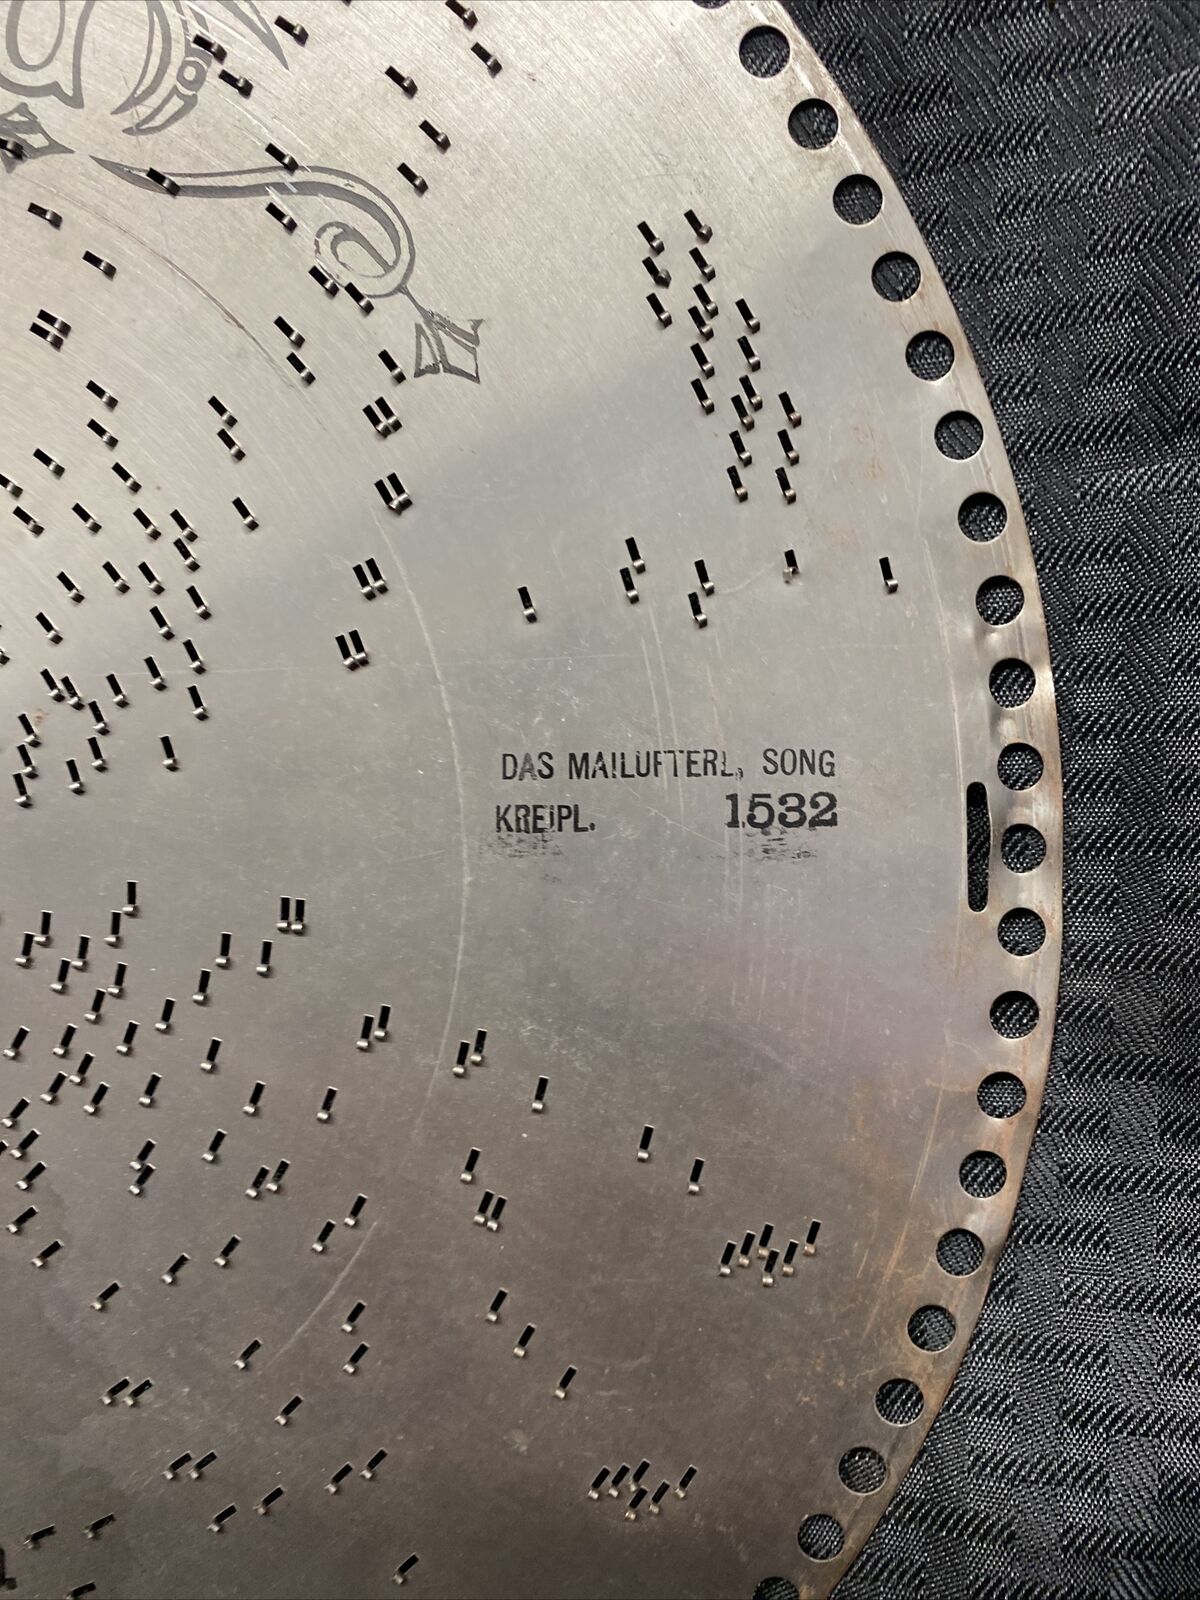 DAS MAILUFTERL, SONG
KREIPL. 1532